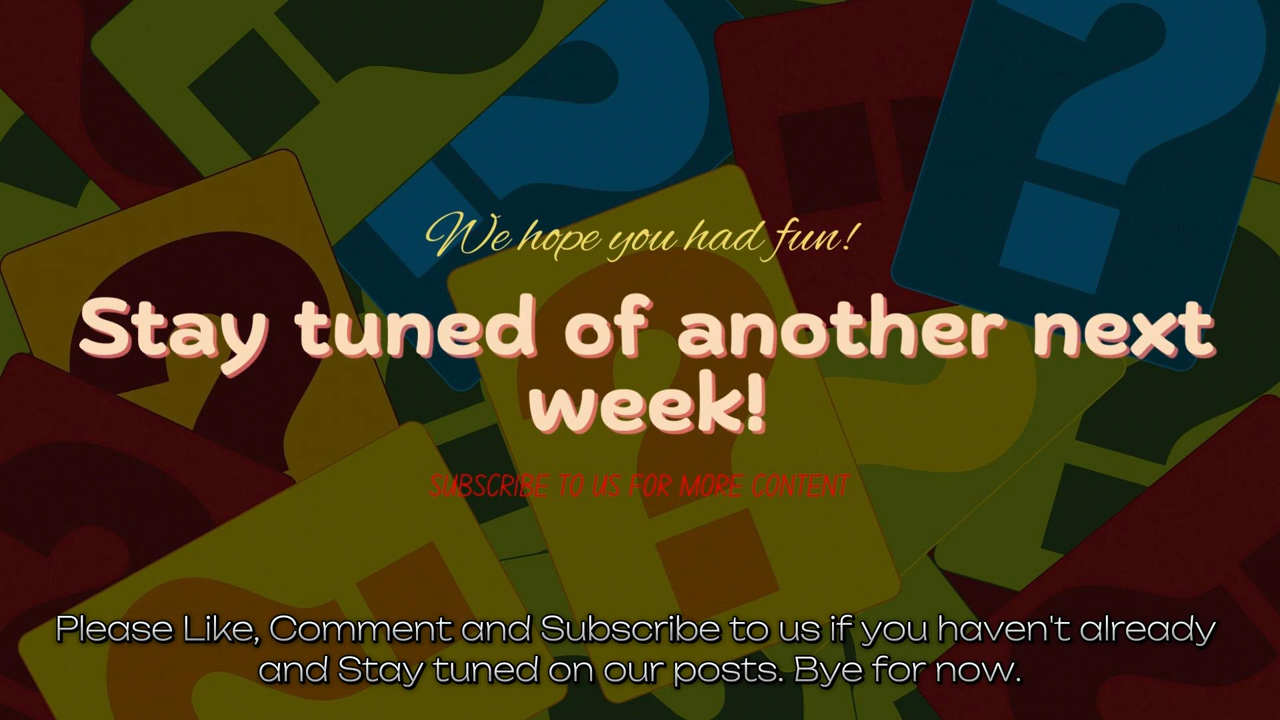 We hope you had fun!
Stay tuned of another next
week!
SUBSCRIBE TO US FOR MORE CONTENT
Please Like, Comment and Subscribe to us if you haven't already
and Stay tuned on our posts. Bye for now.